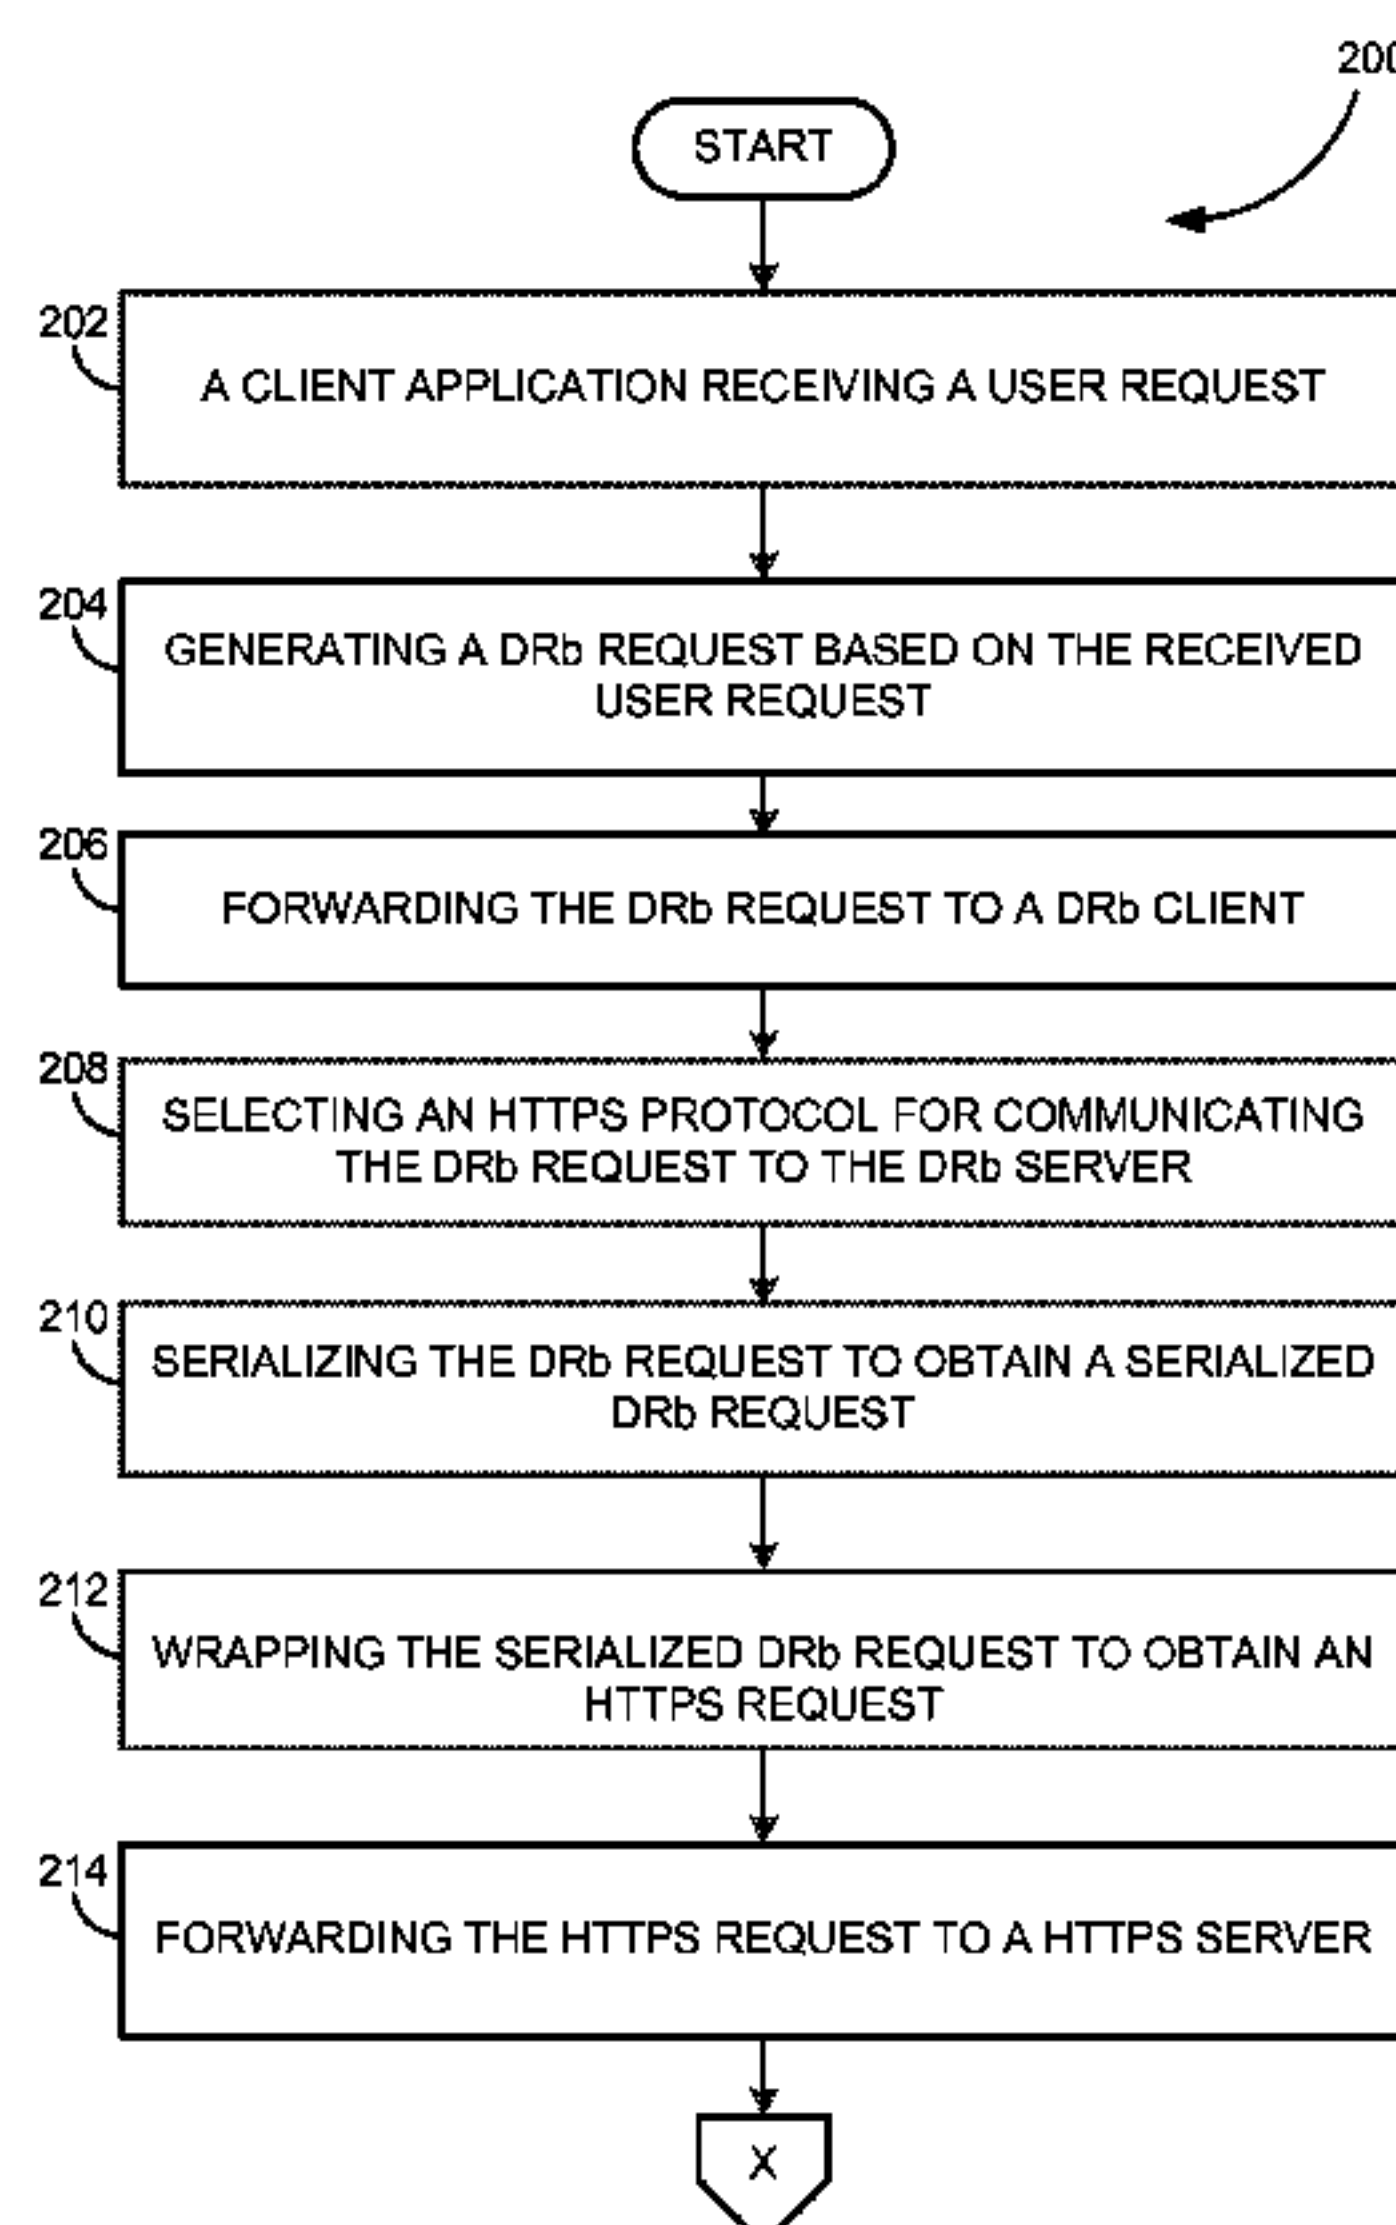 200
START
202
A CLIENT APPLICATION RECEIVING A USER REQUEST
204
GENERATING A DRb REQUEST BASED ON THE RECEIVED
USER REQUEST
206
FORWARDING THE DRb REQUEST TO A DRb CLIENT
208
SELECTING AN HTTPS PROTOCOL FOR COMMUNICATING
THE DRb REQUEST TO THE DRb SERVER
210
SERIALIZING THE DRb REQUEST TO OBTAIN A SERIALIZED
DRb REQUEST
212
WRAPPING THE SERIALIZED DRb REQUEST TO OBTAIN AN
HTTPS REQUEST
214
FORWARDING THE HTTPS REQUEST TO A HTTPS SERVER
X